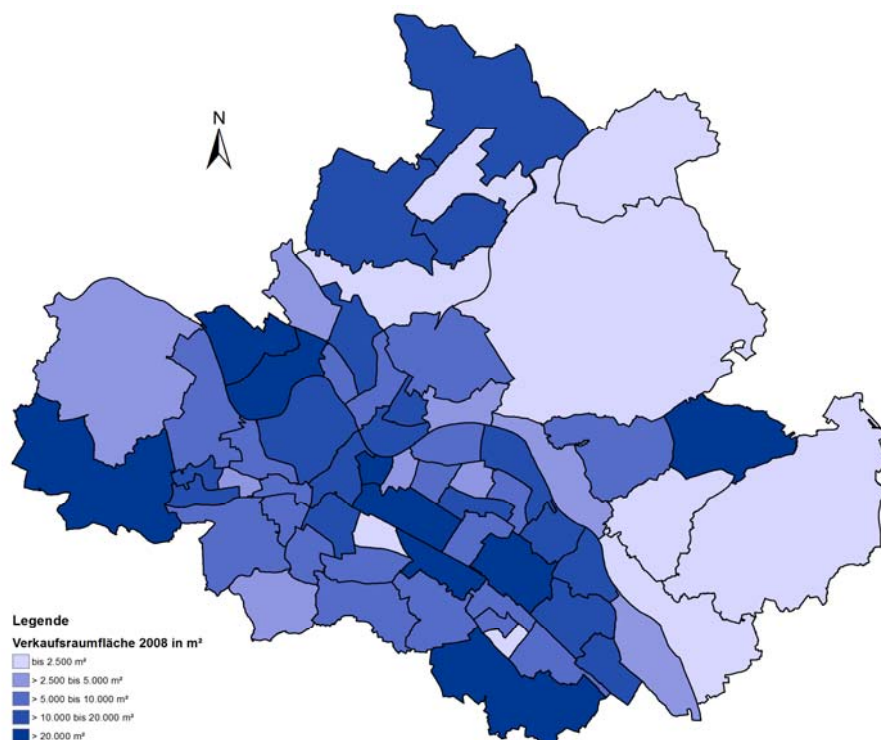 N
Legende
Verkaufsraumfläche 2008 in m²
bis 2.500 m²
> 2.500 bis 5.000 m²
> 5.000 bis 10.000 m²
> 10.000 bis 20.000 m²
> 20.000 m²